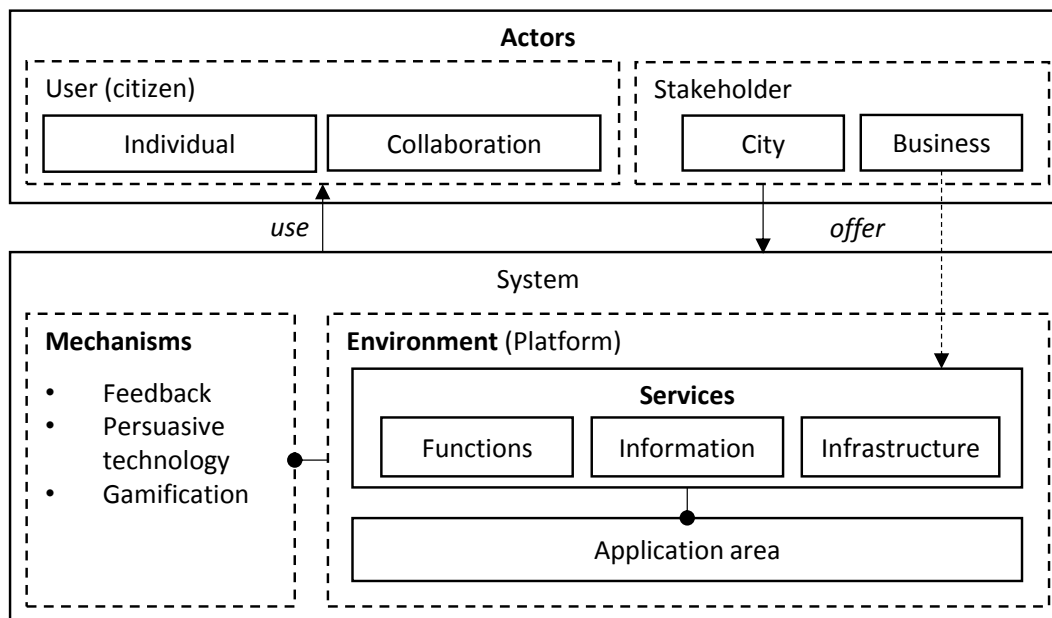 Actors
User (citizen)
Individual
Collaboration
Stakeholder
City
Business
use
offer
System
Mechanisms
• Feedback
• Persuasive
technology
• Gamification
Environment (Platform)
Services
Functions
Information
Infrastructure
Application area